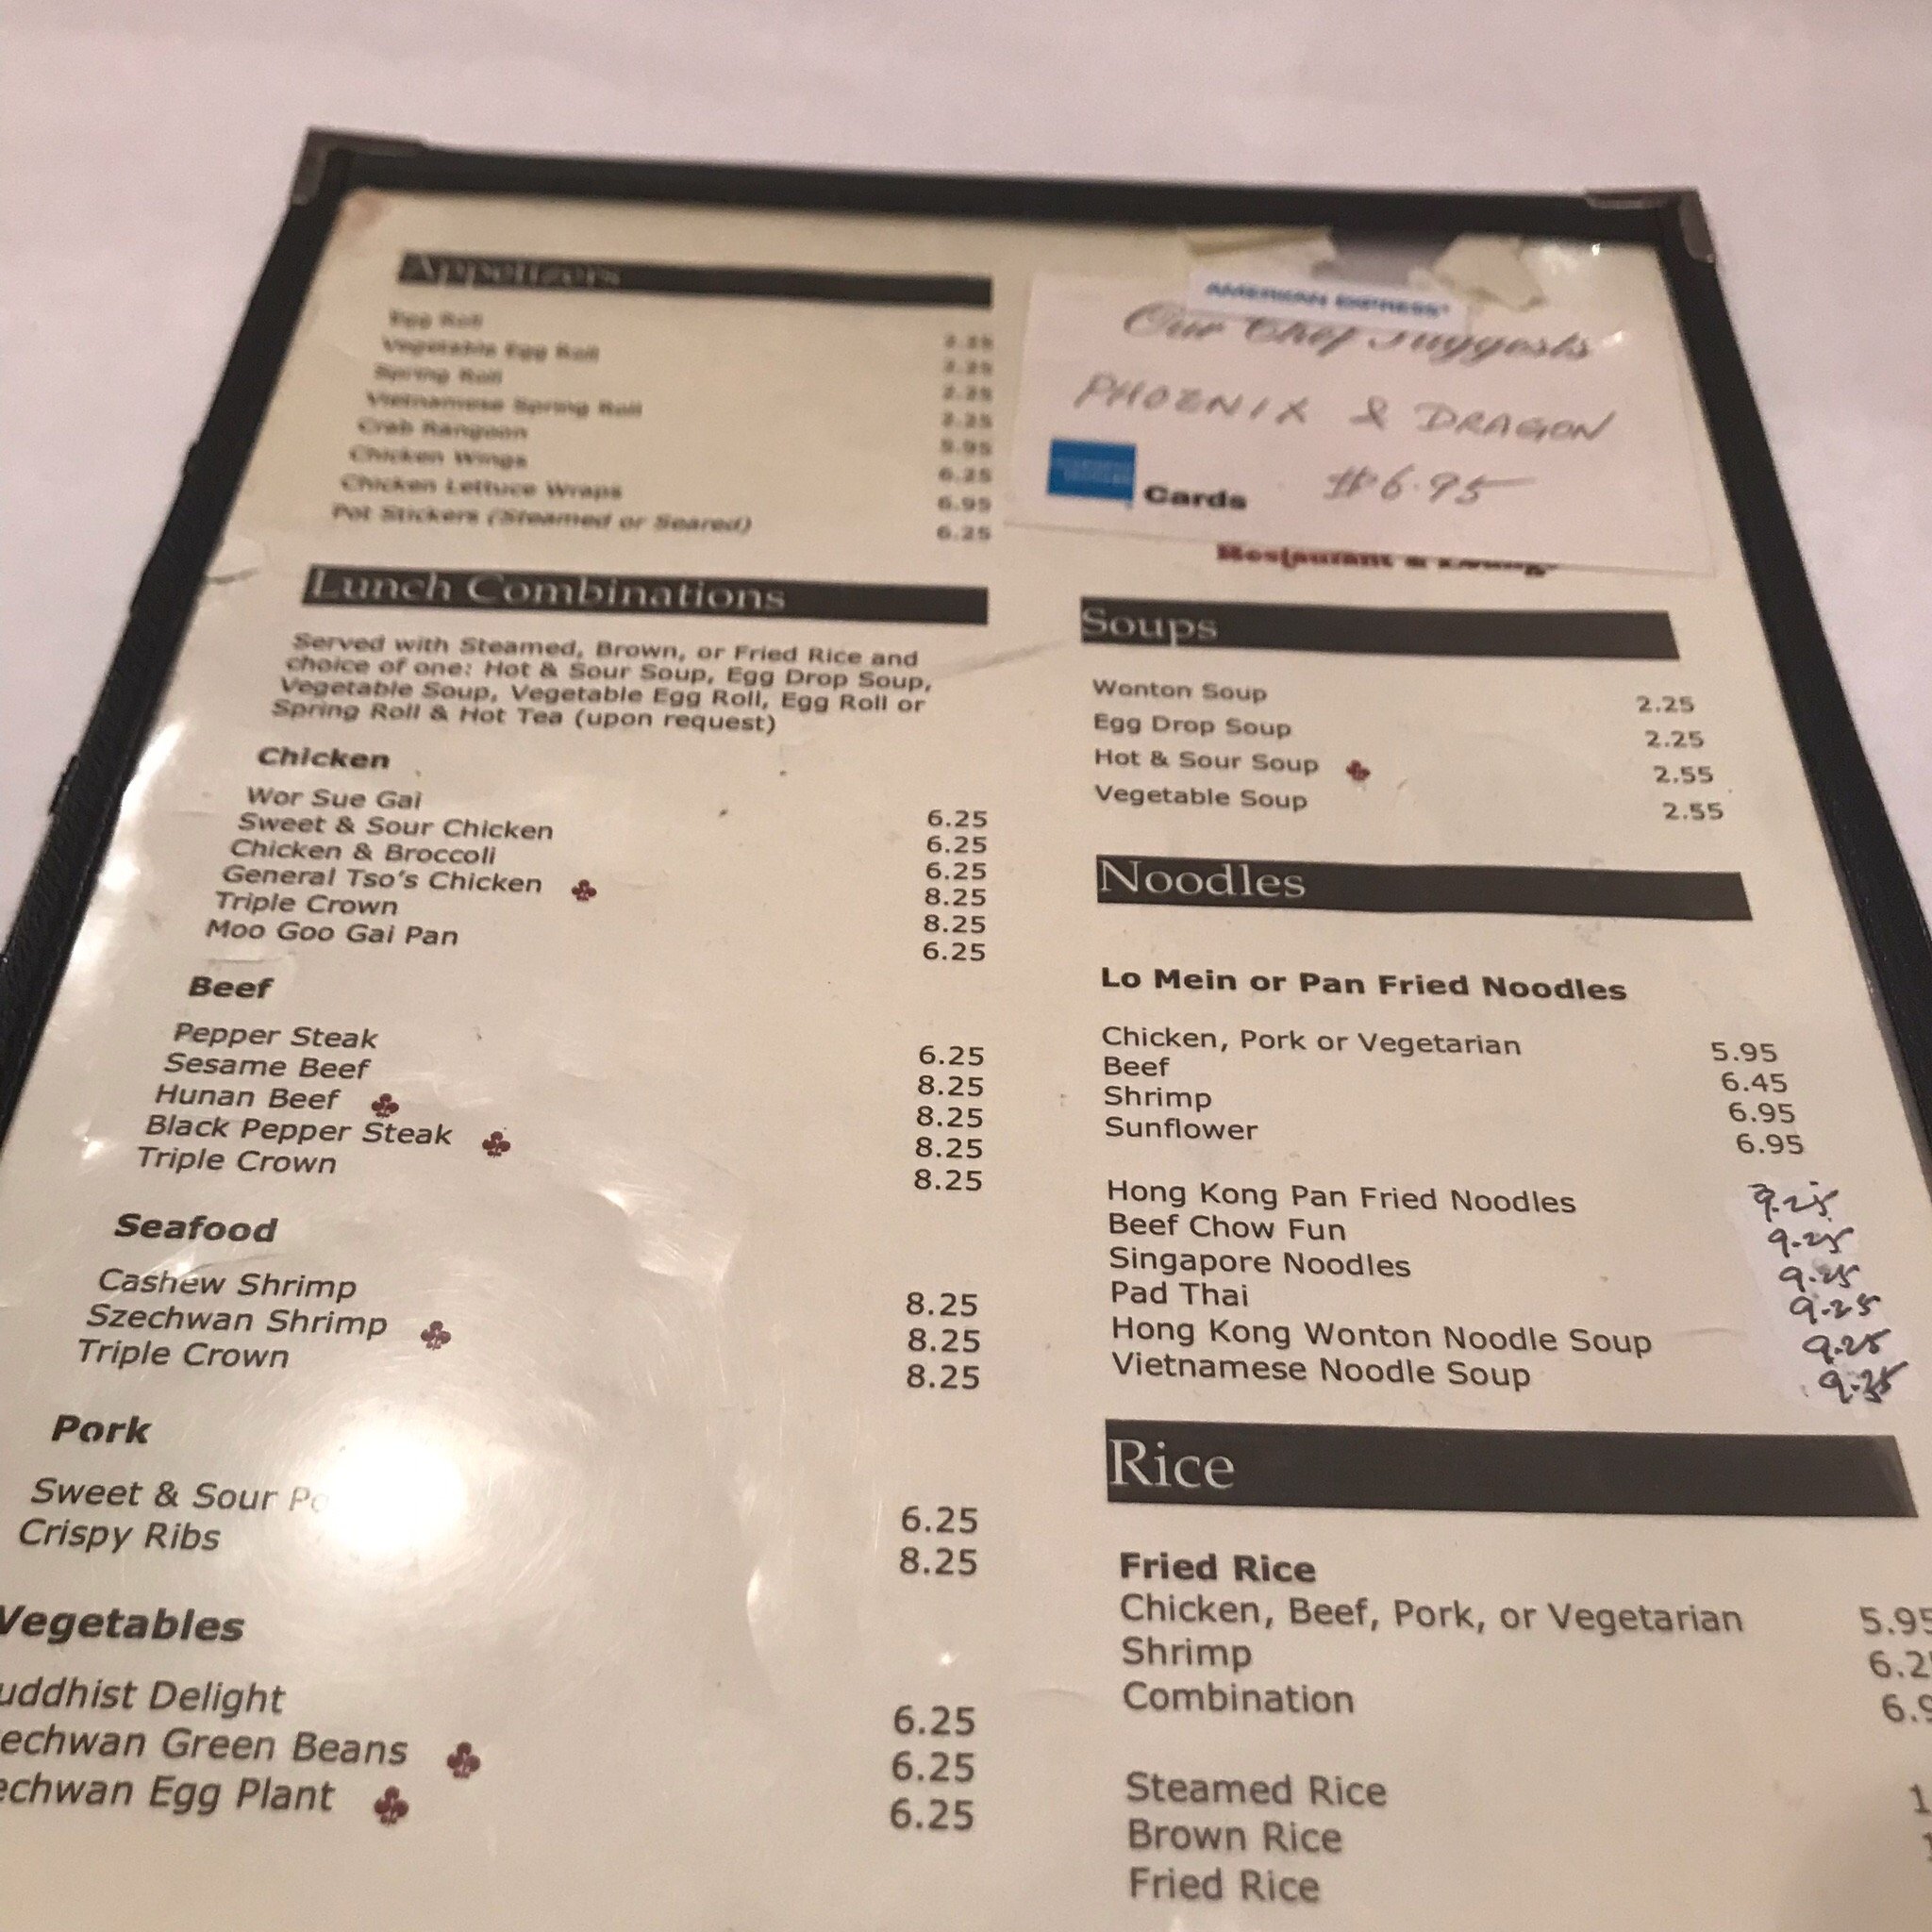 Appetizers
Egg Roll 2.25
Vegetable Egg Roll 2.25
Spring Roll 2.25
Vietnamese Spring Roll 2.25
Crab Rangoon 5.95
Chicken Wings 6.25
Chicken Lettuce Wraps 6.95
Pot Stickers (Steamed or Seared) 6.25
Lunch Combinations
Served with Steamed, Brown, or Fried Rice and
choice of one: Hot & Sour Soup, Egg Drop Soup,
Vegetable Soup, Vegetable Egg Roll, Egg Roll or
Spring Roll & Hot Tea (upon request)
Chicken
Wor Sue Gai 6.25
Sweet & Sour Chicken 6.25
Chicken & Broccoli 6.25
General Tso's Chicken 8.25
Triple Crown 8.25
Moo Goo Gai Pan 6.25
Beef
Pepper Steak 6.25
Sesame Beef 8.25
Hunan Beef 8.25
Black Pepper Steak 8.25
Triple Crown 8.25
Seafood
Cashew Shrimp 8.25
Szechwan Shrimp 8.25
Triple Crown 8.25
Pork
Sweet & Sour Po 6.25
Crispy Ribs 8.25
Vegetables
uddhist Delight 6.25
echwan Green Beans 6.25
echwan Egg Plant 6.25
AMERICAN EXPRESS
Our Chef Suggests
PHOENIX & DRAGON
Cards $6.95
Restaurant & Lounge
Soups
Wonton Soup 2.25
Egg Drop Soup 2.25
Hot & Sour Soup 2.55
Vegetable Soup 2.55
Noodles
Lo Mein or Pan Fried Noodles
Chicken, Pork or Vegetarian 5.95
Beef 6.45
Shrimp 6.95
Sunflower 6.95
Hong Kong Pan Fried Noodles 9.25
Beef Chow Fun 9.25
Singapore Noodles 9.25
Pad Thai 9.25
Hong Kong Wonton Noodle Soup 9.25
Vietnamese Noodle Soup 9.25
Rice
Fried Rice
Chicken, Beef, Pork, or Vegetarian 5.95
Shrimp 6.2
Combination 6.9
Steamed Rice 1
Brown Rice 1
Fried Rice